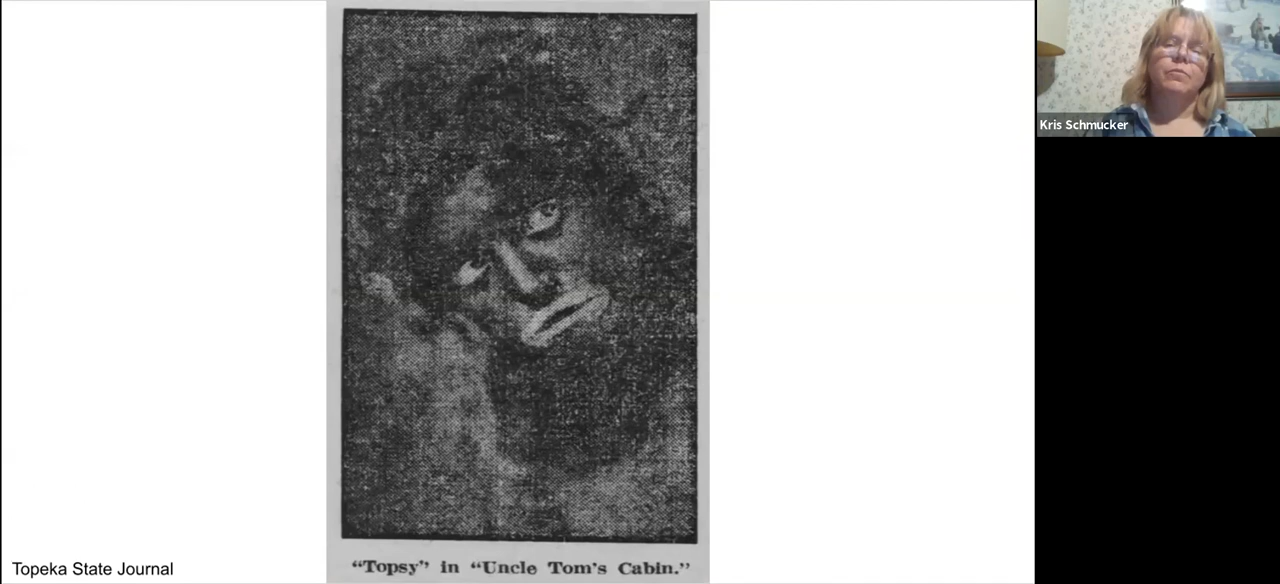 Kris Schmucker
"Topsy" in "Uncle Tom's Cabin."
Topeka State Journal